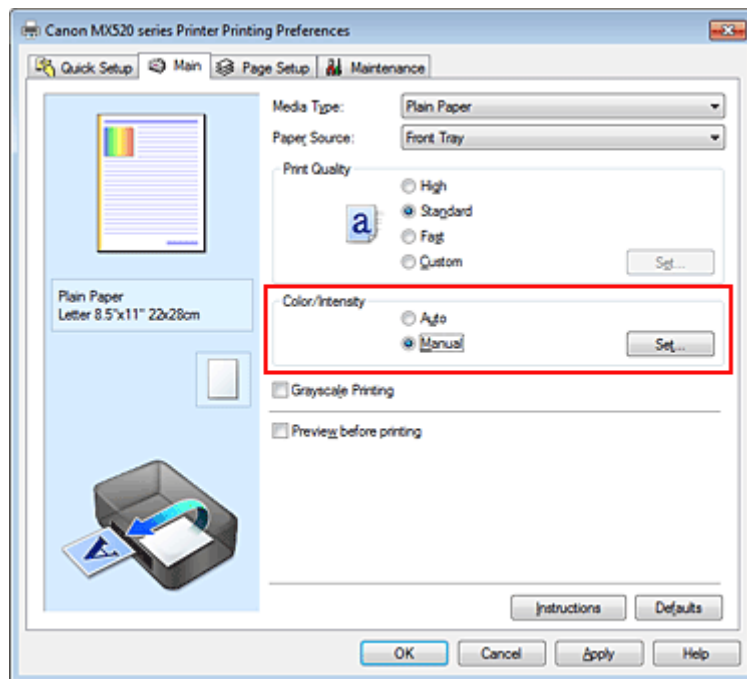 Canon MX520 series Printer Printing Preferences
Quick Setup Main Page Setup Maintenance
Media Type: Plain Paper
Paper Source: Front Tray
Print Quality
High
a Standard
Fast
Custom Set...
Plain Paper
Letter 8.5"x11" 22x28cm
Color/Intensity
Auto
Manual Set...
Grayscale Printing
Preview before printing
A
Instructions Defaults
OK Cancel Apply Help